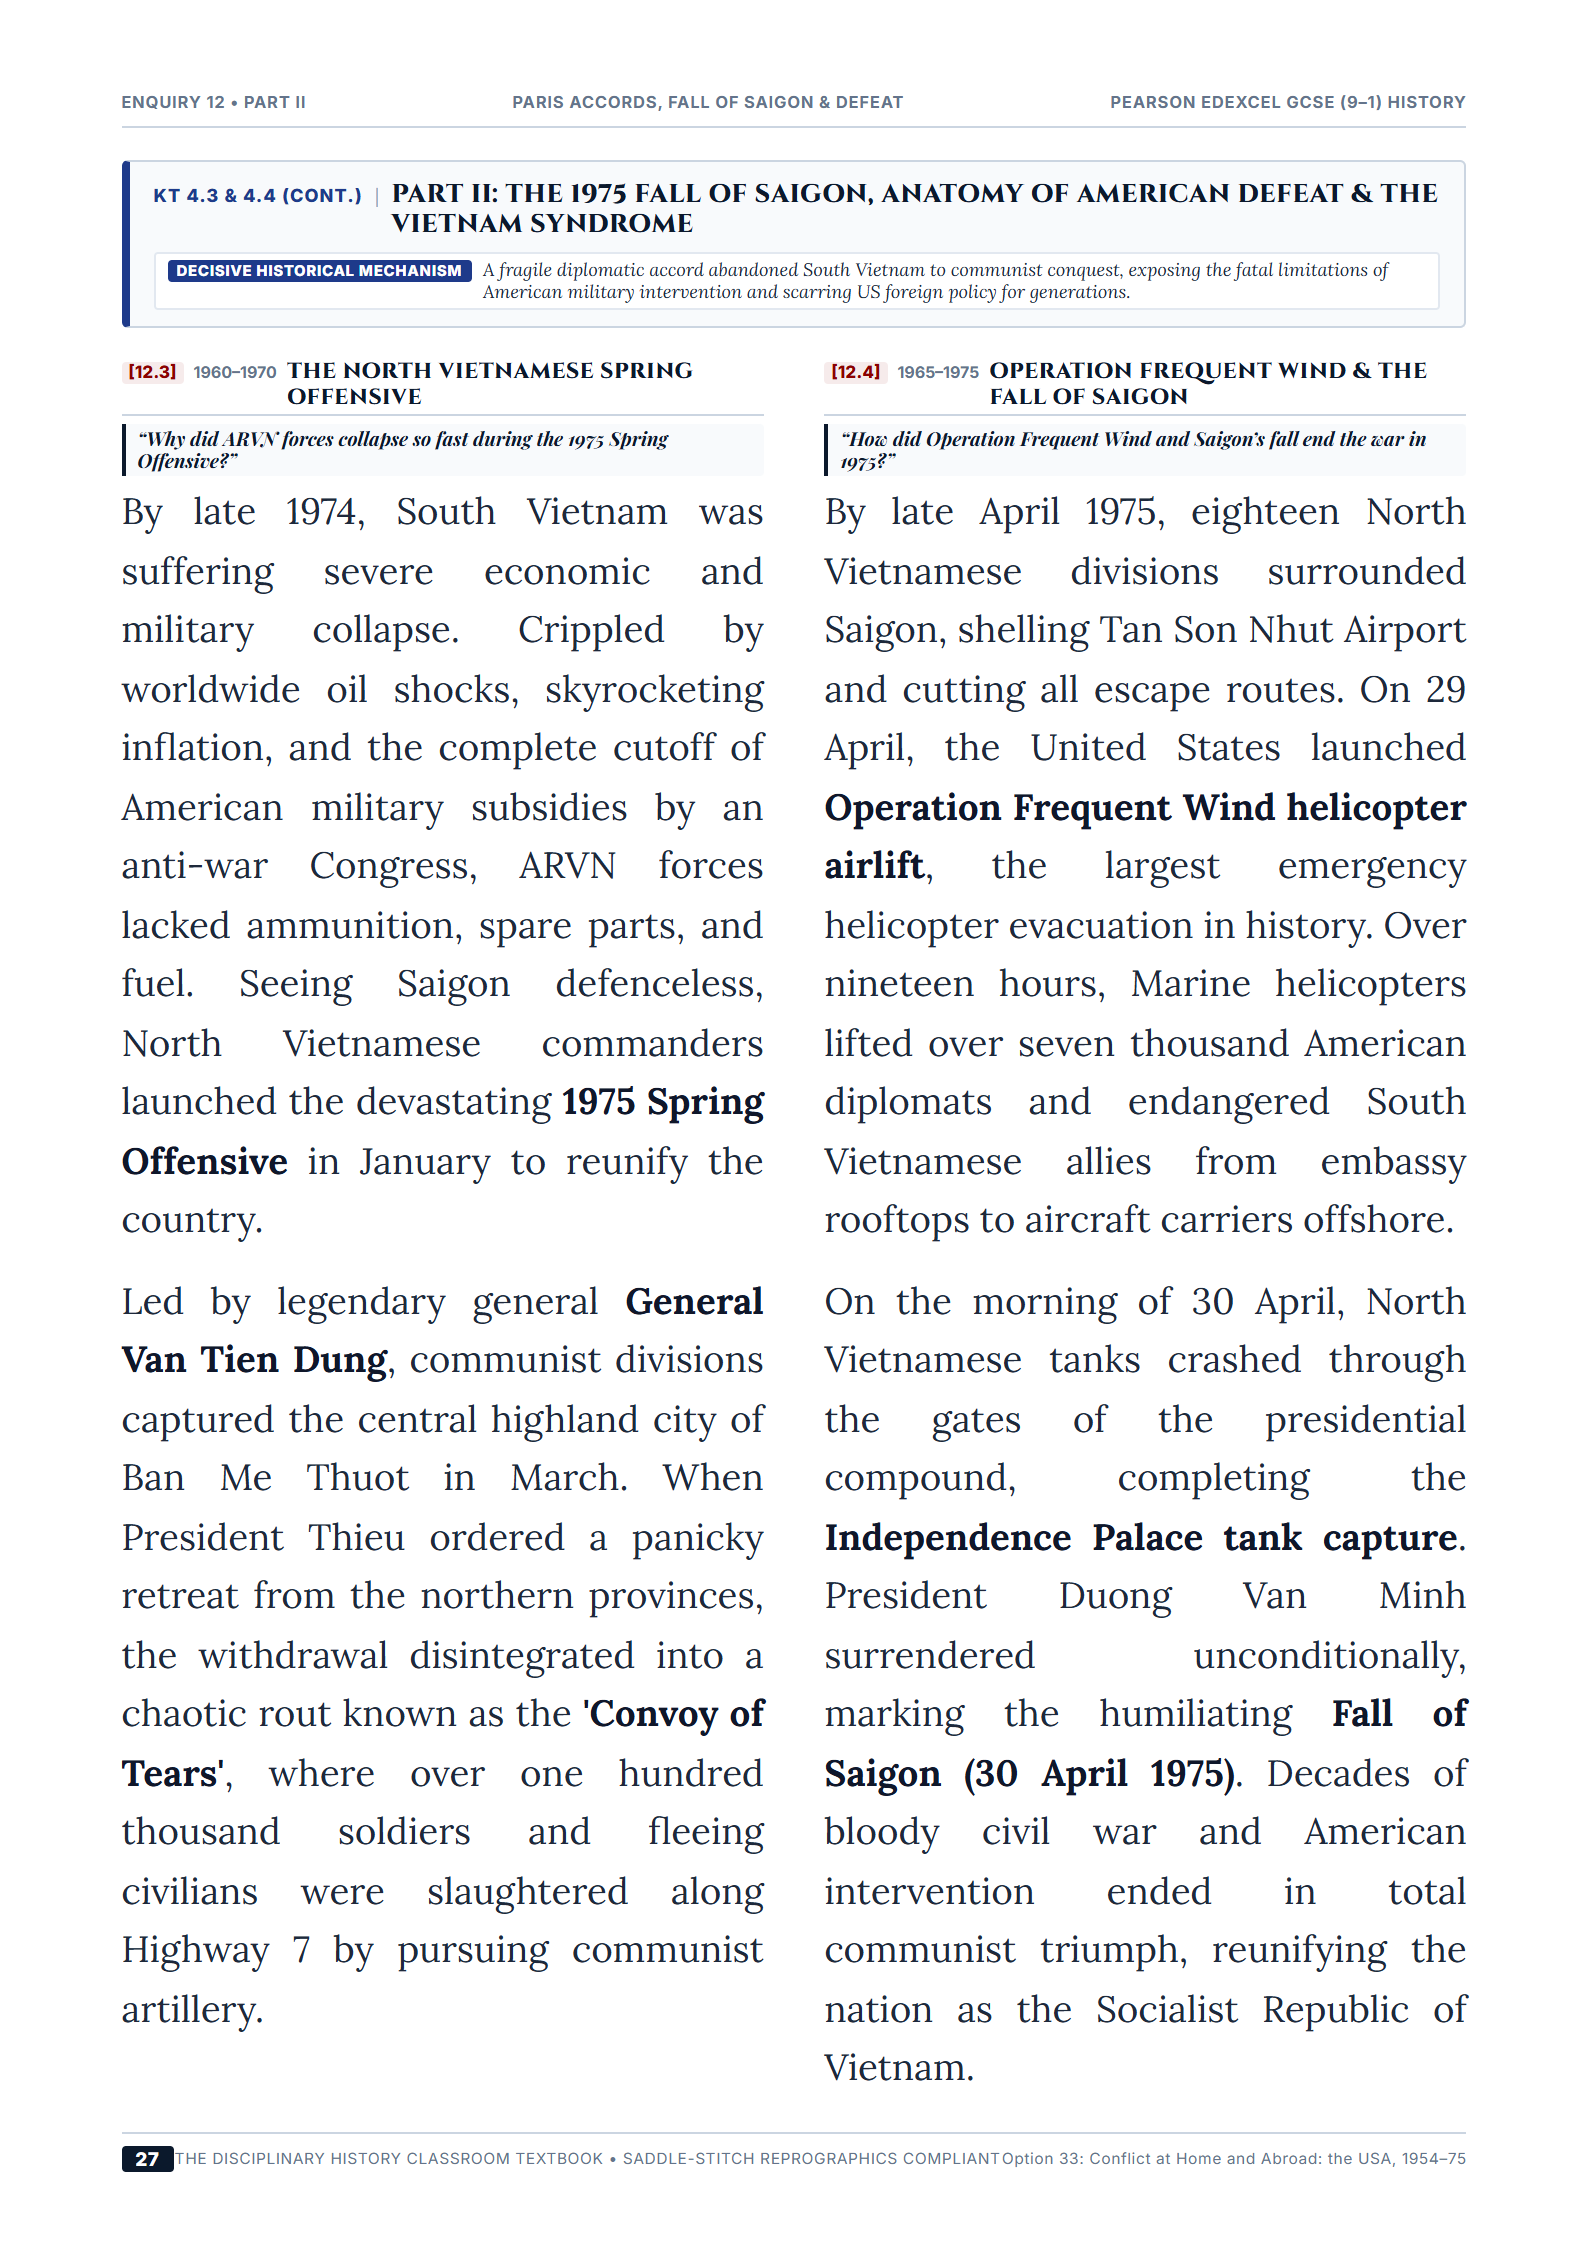 ENQUIRY 12 • PART II
PARIS ACCORDS, FALL OF SAIGON & DEFEAT
PEARSON EDEXCEL GCSE (9–1) HISTORY
KT 4.3 & 4.4 (CONT.) | PART II: THE 1975 FALL OF SAIGON, ANATOMY OF AMERICAN DEFEAT & THE
VIETNAM SYNDROME
DECISIVE HISTORICAL MECHANISM A fragile diplomatic accord abandoned South Vietnam to communist conquest, exposing the fatal limitations of
American military intervention and scarring US foreign policy for generations.
[12.3] 1960–1970 THE NORTH VIETNAMESE SPRING
OFFENSIVE
“Why did ARVN forces collapse so fast during the 1975 Spring
Offensive?”
By late 1974, South Vietnam was
suffering severe economic and
military collapse. Crippled by
worldwide oil shocks, skyrocketing
inflation, and the complete cutoff of
American military subsidies by an
anti-war Congress, ARVN forces
lacked ammunition, spare parts, and
fuel. Seeing Saigon defenceless,
North Vietnamese commanders
launched the devastating 1975 Spring
Offensive in January to reunify the
country.
Led by legendary general General
Van Tien Dung, communist divisions
captured the central highland city of
Ban Me Thuot in March. When
President Thieu ordered a panicky
retreat from the northern provinces,
the withdrawal disintegrated into a
chaotic rout known as the 'Convoy of
Tears', where over one hundred
thousand soldiers and fleeing
civilians were slaughtered along
Highway 7 by pursuing communist
artillery.
[12.4] 1965–1975 OPERATION FREQUENT WIND & THE
FALL OF SAIGON
“How did Operation Frequent Wind and Saigon’s fall end the war in
1975?”
By late April 1975, eighteen North
Vietnamese divisions surrounded
Saigon, shelling Tan Son Nhut Airport
and cutting all escape routes. On 29
April, the United States launched
Operation Frequent Wind helicopter
airlift, the largest emergency
helicopter evacuation in history. Over
nineteen hours, Marine helicopters
lifted over seven thousand American
diplomats and endangered South
Vietnamese allies from embassy
rooftops to aircraft carriers offshore.
On the morning of 30 April, North
Vietnamese tanks crashed through
the gates of the presidential
compound, completing the
Independence Palace tank capture.
President Duong Van Minh
surrendered unconditionally,
marking the humiliating Fall of
Saigon (30 April 1975). Decades of
bloody civil war and American
intervention ended in total
communist triumph, reunifying the
nation as the Socialist Republic of
Vietnam.
27 THE DISCIPLINARY HISTORY CLASSROOM TEXTBOOK • SADDLE-STITCH REPROGRAPHICS COMPLIANT Option 33: Conflict at Home and Abroad: the USA, 1954–75